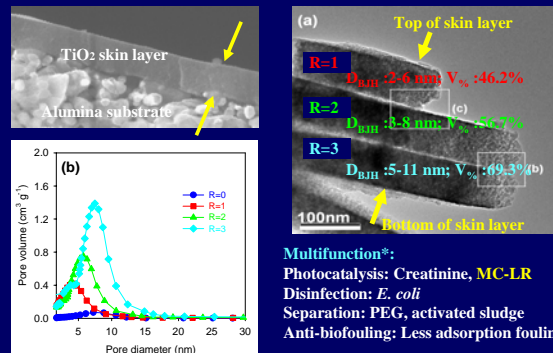 TiO2 skin layer
Alumina substrate
(b)
Pore volume (cm3 g-1)
2.0
1.6
1.2
0.8
0.4
0.0
R=0
R=1
R=2
R=3
5
10
15
20
25
30
Pore diameter (nm)
(a)
Top of skin layer
R=1
DBJH :2-6 nm; V% :46.2%
(c)
R=2
DBJH :3-8 nm; V% :56.7%
R=3
DBJH :5-11 nm; V% :69.3%
(b)
100nm
Bottom of skin layer
Multifunction*:
Photocatalysis: Creatinine, MC-LR
Disinfection: E. coli
Separation: PEG, activated sludge
Anti-biofouling: Less adsorption foulin